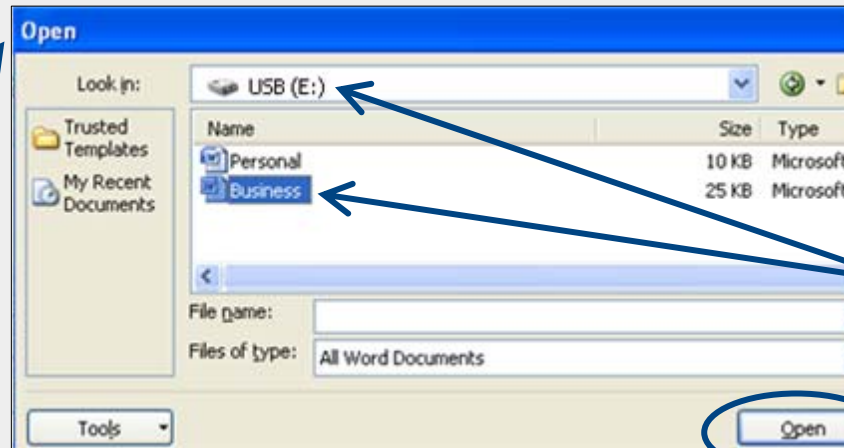 Open
Look in: USB (E:)
Trusted Templates
My Recent Documents
Name Size Type
Personal 10 KB Microsoft
Business 25 KB Microsoft
File name:
Files of type: All Word Documents
Tools Open